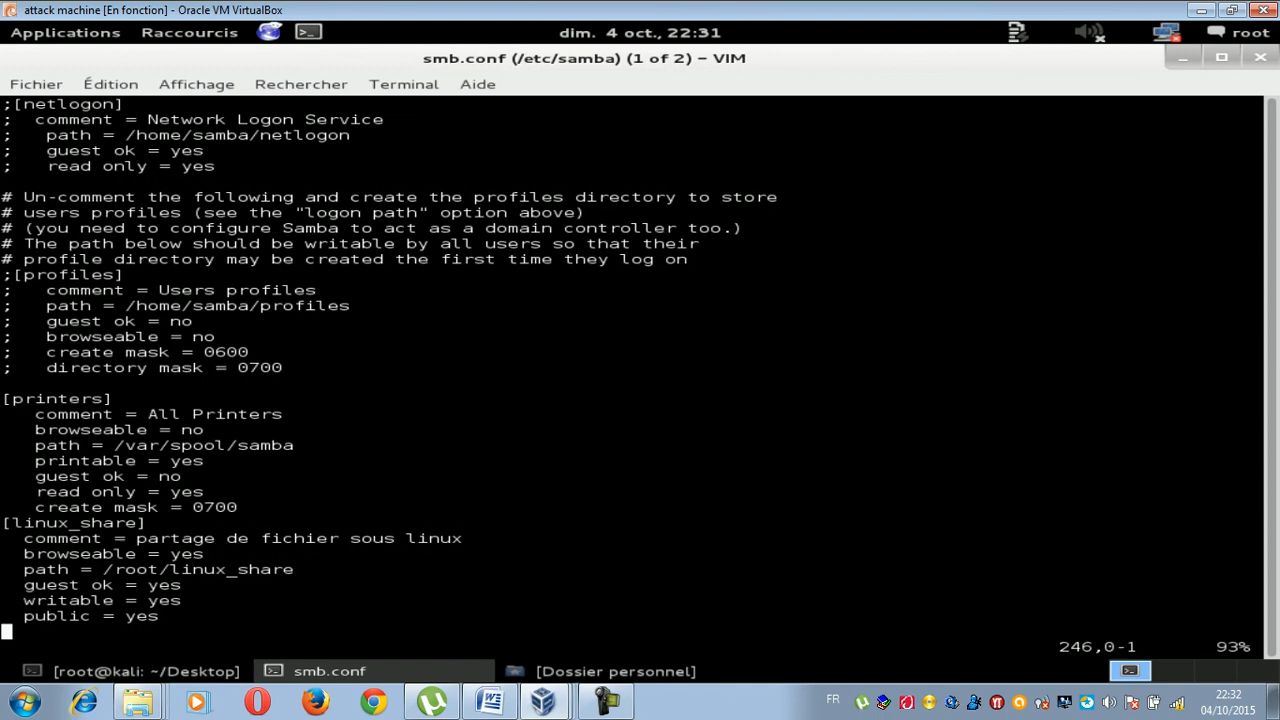 attack machine [En fonction] - Oracle VM VirtualBox
Applications Raccourcis dim. 4 oct., 22:31 root
smb.conf (/etc/samba) (1 of 2) – VIM
Fichier Édition Affichage Rechercher Terminal Aide
;[netlogon]
;  comment = Network Logon Service
;   path = /home/samba/netlogon
;   guest ok = yes
;   read only = yes
# Un-comment the following and create the profiles directory to store
# users profiles (see the "logon path" option above)
# (you need to configure Samba to act as a domain controller too.)
# The path below should be writable by all users so that their
# profile directory may be created the first time they log on
;[profiles]
;   comment = Users profiles
;   path = /home/samba/profiles
;   guest ok = no
;   browseable = no
;   create mask = 0600
;   directory mask = 0700
[printers]
   comment = All Printers
   browseable = no
   path = /var/spool/samba
   printable = yes
   guest ok = no
   read only = yes
   create mask = 0700
[linux_share]
  comment = partage de fichier sous linux
  browseable = yes
  path = /root/linux_share
  guest ok = yes
  writable = yes
  public = yes
246,0-1 93%
[root@kali: ~/Desktop] smb.conf [Dossier personnel]
FR 22:32
04/10/2015